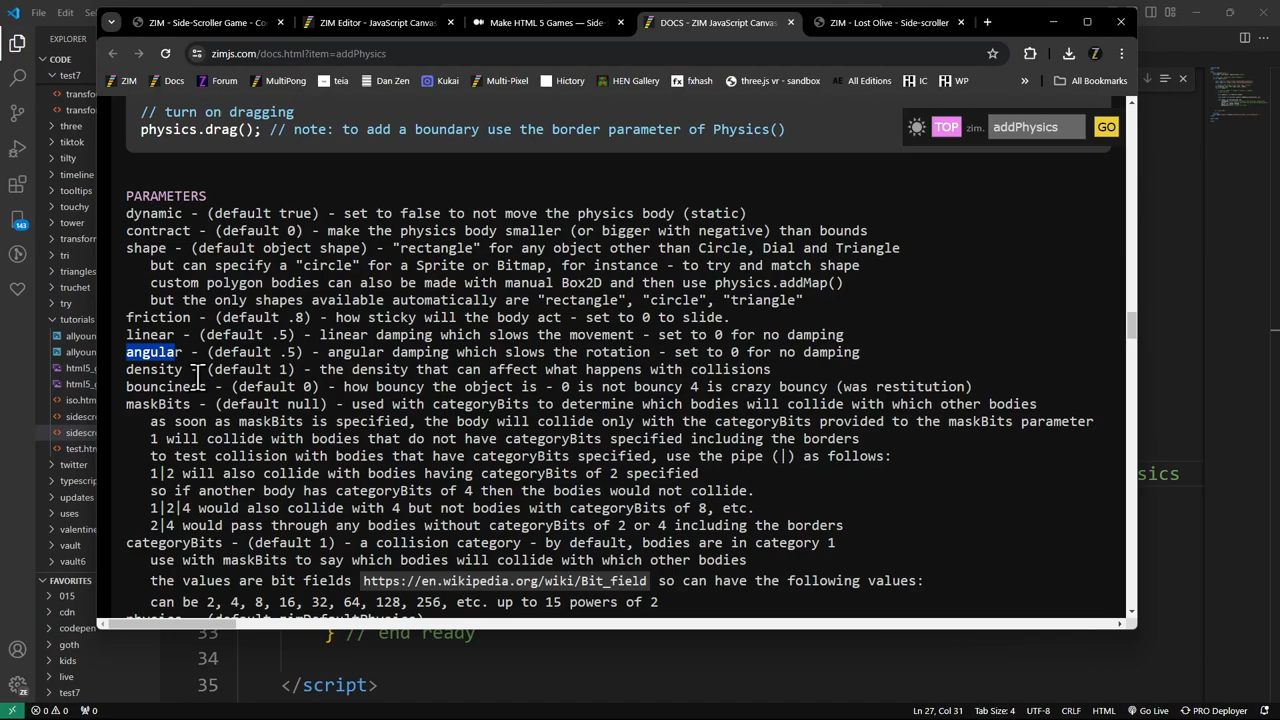 ZIM - Side-Scroller Game - Co
ZIM Editor - JavaScript Canvas
Make HTML 5 Games — Side-
DOCS - ZIM JavaScript Canvas
ZIM - Lost Olive - Side-scroller
zimjs.com/docs.html?item=addPhysics
ZIM
Docs
Forum
MultiPong
teia
Dan Zen
Kukai
Multi-Pixel
Hictory
HEN Gallery
fxhash
three.js vr - sandbox
All Editions
IC
WP
»
All Bookmarks
File
EXPLORER
CODE
test7
transfo
transfo
three
tiktok
tilty
timeline
tooltips
touchy
tower
transform
tri
triangles
truchet
try
tutorials
allyoun
allyoun
html5_g
html5_g
iso.htm
sidescr
sidescr
test.htm
twitter
typescrip
updates
uses
valentine
vault
vault6
FAVORITES
015
cdn
codepen
goth
kids
live
test7
143
// turn on dragging
physics.drag(); // note: to add a boundary use the border parameter of Physics()
TOP
zim.
addPhysics
GO
PARAMETERS
dynamic - (default true) - set to false to not move the physics body (static)
contract - (default 0) - make the physics body smaller (or bigger with negative) than bounds
shape - (default object shape) - "rectangle" for any object other than Circle, Dial and Triangle
but can specify a "circle" for a Sprite or Bitmap, for instance - to try and match shape
custom polygon bodies can also be made with manual Box2D and then use physics.addMap()
but the only shapes available automatically are "rectangle", "circle", "triangle"
friction - (default .8) - how sticky will the body act - set to 0 to slide.
linear - (default .5) - linear damping which slows the movement - set to 0 for no damping
angular - (default .5) - angular damping which slows the rotation - set to 0 for no damping
density - (default 1) - the density that can affect what happens with collisions
bounciness - (default 0) - how bouncy the object is - 0 is not bouncy 4 is crazy bouncy (was restitution)
maskBits - (default null) - used with categoryBits to determine which bodies will collide with which other bodies
as soon as maskBits is specified, the body will collide only with the categoryBits provided to the maskBits parameter
1 will collide with bodies that do not have categoryBits specified including the borders
to test collision with bodies that have categoryBits specified, use the pipe (|) as follows:
1|2 will also collide with bodies having categoryBits of 2 specified
so if another body has categoryBits of 4 then the bodies would not collide.
1|2|4 would also collide with 4 but not bodies with categoryBits of 8, etc.
2|4 would pass through any bodies without categoryBits of 2 or 4 including the borders
categoryBits - (default 1) - a collision category - by default, bodies are in category 1
use with maskBits to say which bodies will collide with which other bodies
the values are bit fields https://en.wikipedia.org/wiki/Bit_field so can have the following values:
can be 2, 4, 8, 16, 32, 64, 128, 256, etc. up to 15 powers of 2
physics - (default zimDefaultPhysics)
sics
33 } // end ready
34
35 </script>
0 0 0
Ln 27, Col 31
Tab Size: 4
UTF-8
CRLF
HTML
Go Live
PRO Deployer